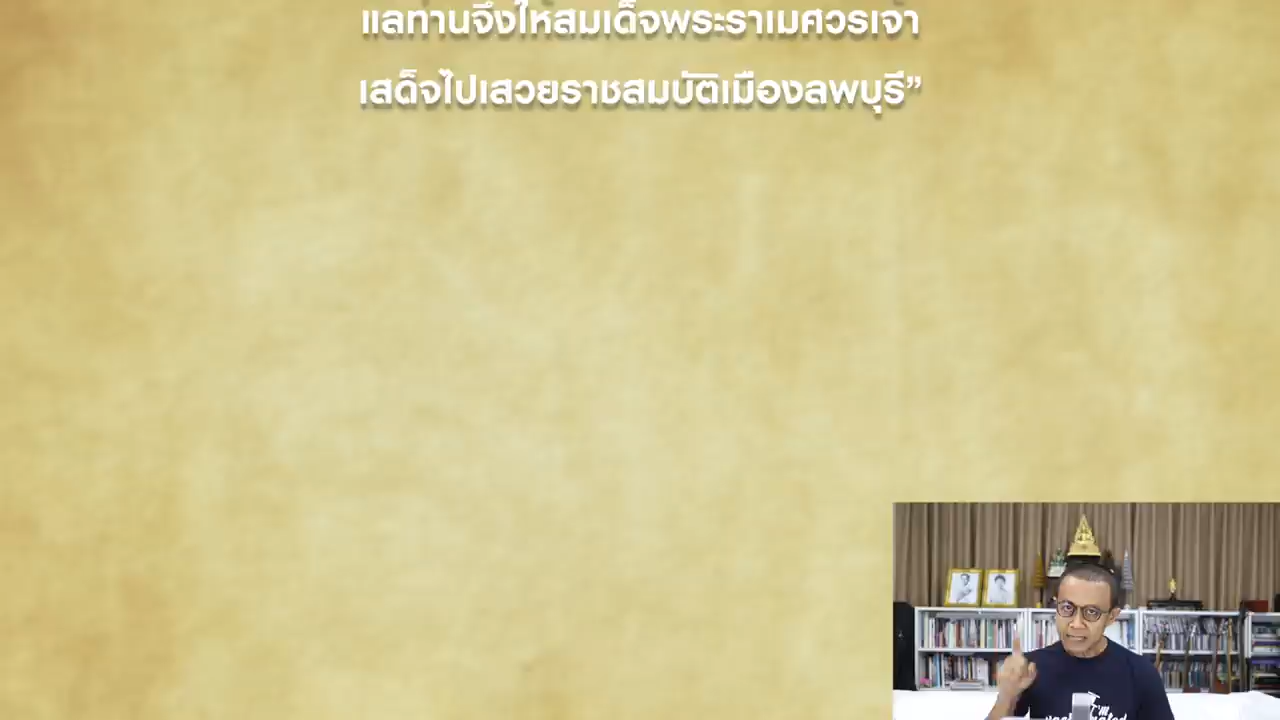 แลท่านจึงให้สมเด็จพระราเมศวรเจ้า
เสด็จไปเสวยราชสมบัติเมืองลพบุรี”
I'M